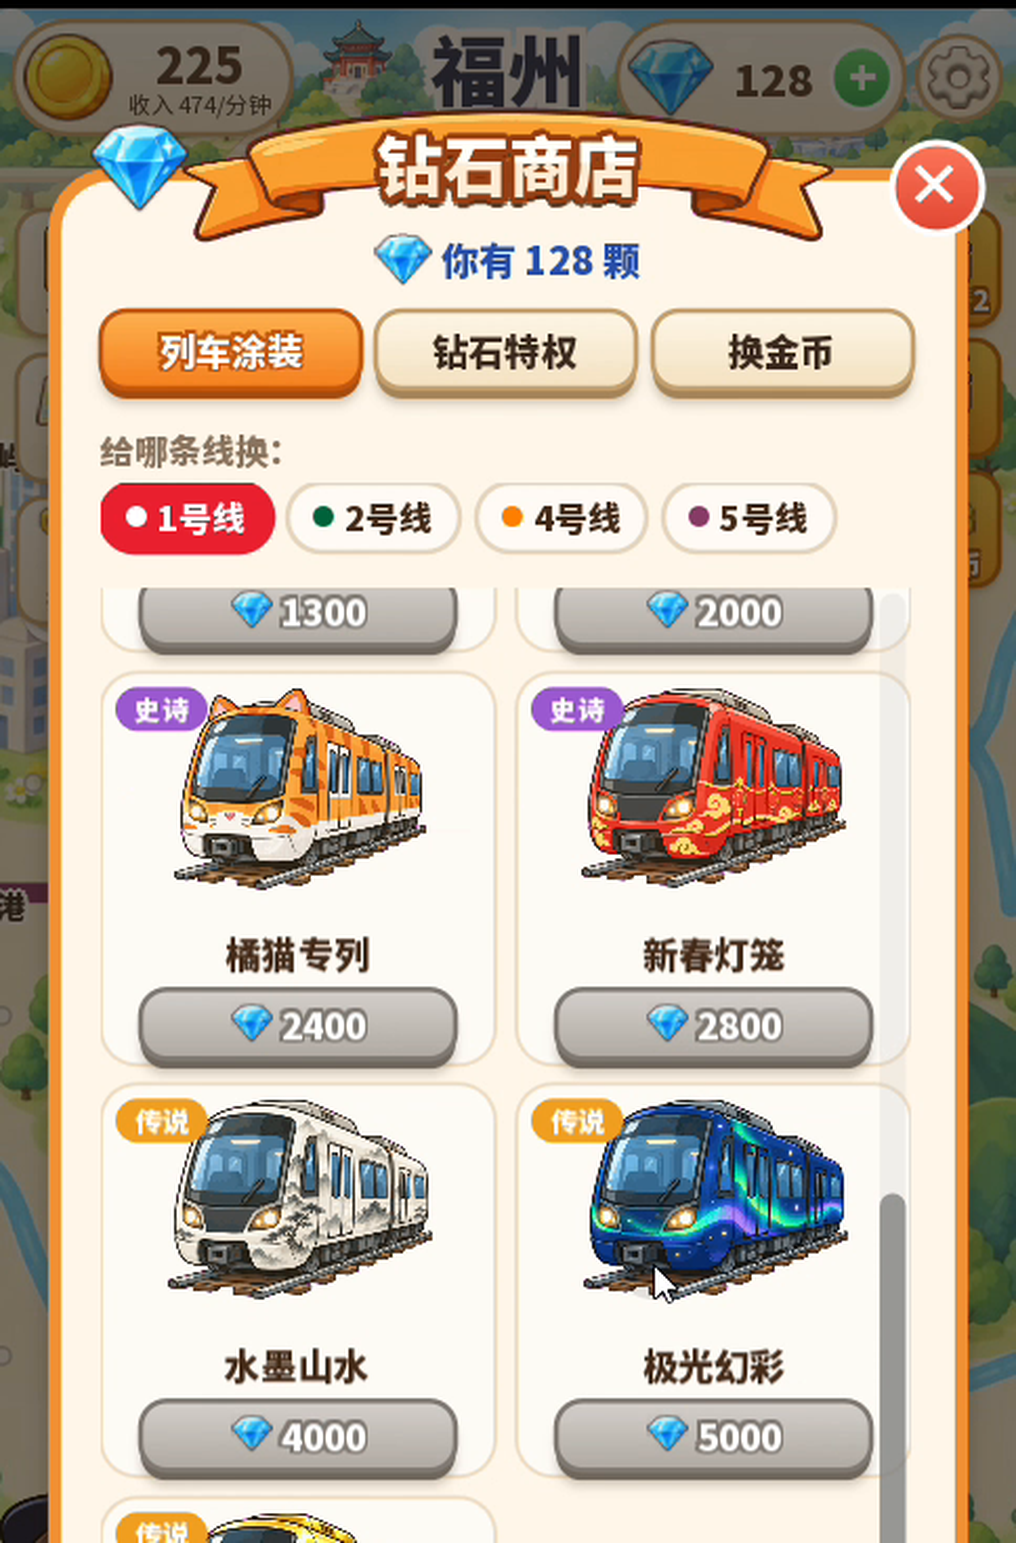 225
收入 474/分钟
福州
128
钻石商店
你有 128 颗
列车涂装
钻石特权
换金币
给哪条线换：
1号线
2号线
4号线
5号线
1300
2000
史诗
史诗
橘猫专列
新春灯笼
2400
2800
传说
传说
水墨山水
极光幻彩
4000
5000
传说
港
2
币